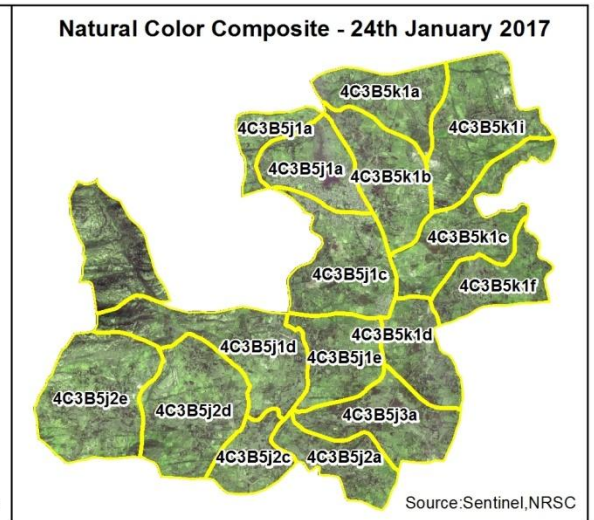 Natural Color Composite - 24th January 2017
4C3B5k1a
4C3B5j1a
4C3B5k1i
4C3B5j1a
4C3B5k1b
4C3B5k1c
4C3B5j1c
4C3B5k1f
4C3B5k1d
4C3B5j1d
4C3B5j1e
4C3B5j2e
4C3B5j2d
4C3B5j3a
4C3B5j2c
4C3B5j2a
Source:Sentinel,NRSC